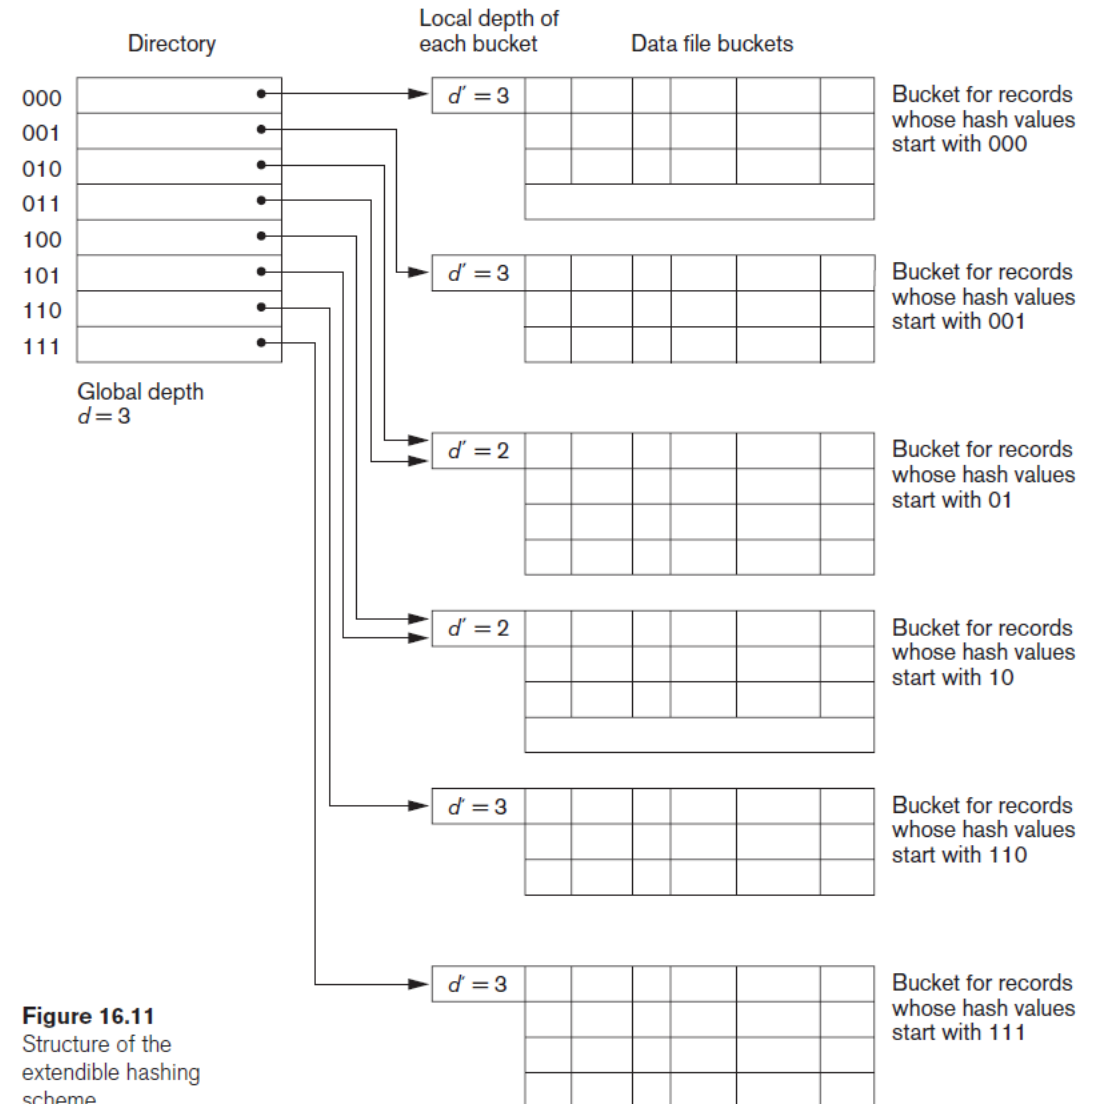 Directory
Local depth of
each bucket
Data file buckets
000
001
010
011
100
101
110
111
Global depth
d = 3
d′ = 3
Bucket for records
whose hash values
start with 000
d′ = 3
Bucket for records
whose hash values
start with 001
d′ = 2
Bucket for records
whose hash values
start with 01
d′ = 2
Bucket for records
whose hash values
start with 10
d′ = 3
Bucket for records
whose hash values
start with 110
d′ = 3
Bucket for records
whose hash values
start with 111
Figure 16.11
Structure of the
extendible hashing
scheme